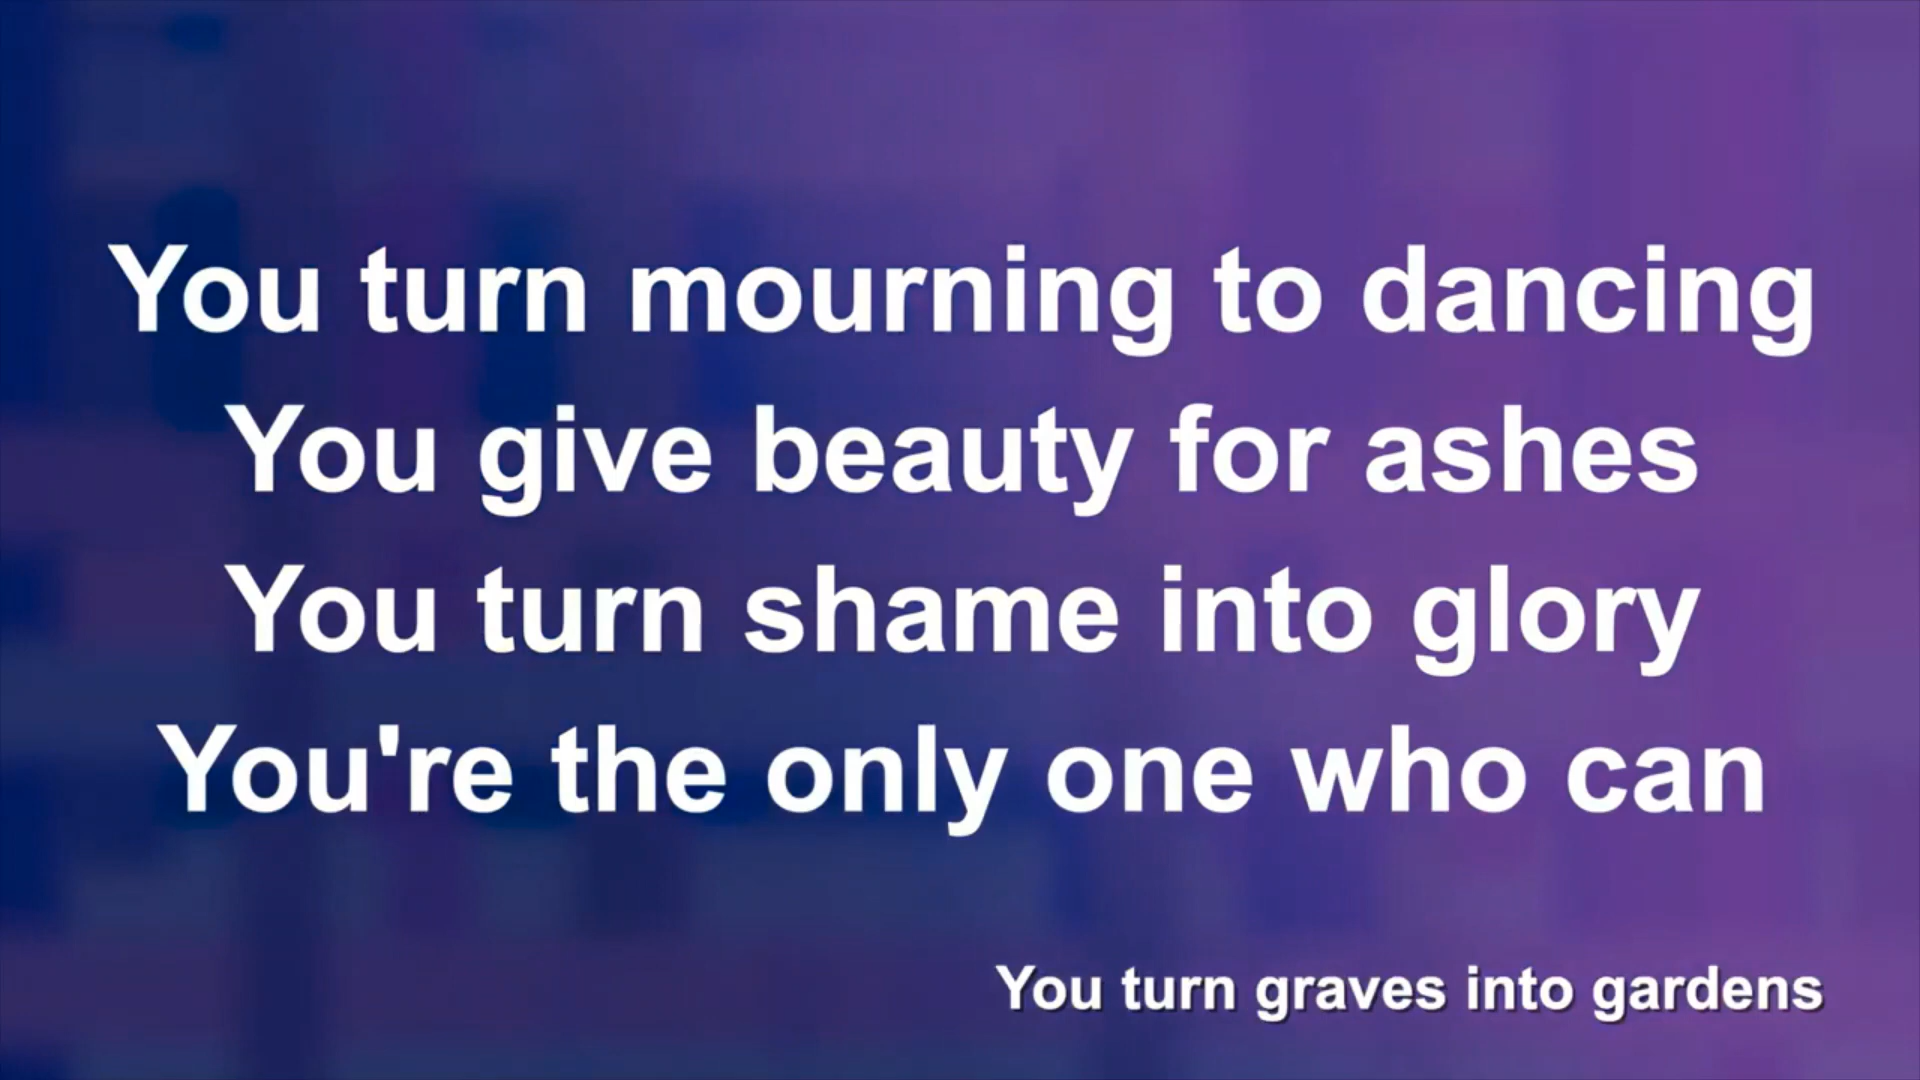 You turn mourning to dancing
You give beauty for ashes
You turn shame into glory
You're the only one who can
You turn graves into gardens